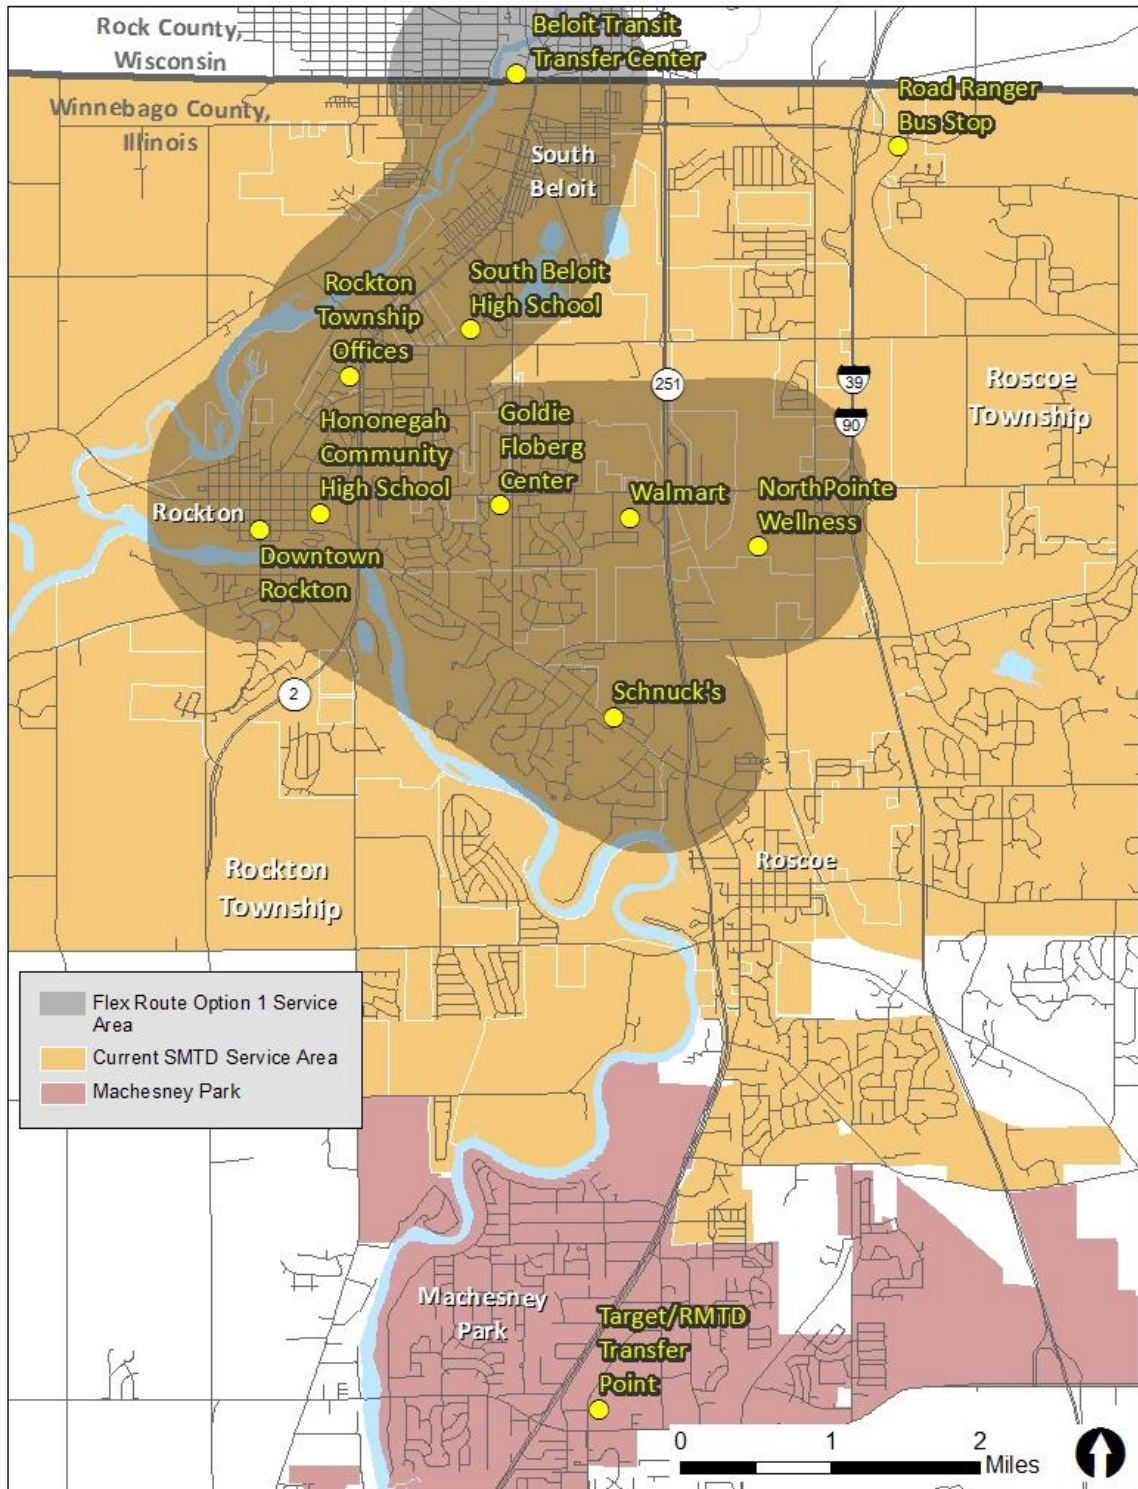 Rock County,
Wisconsin
Beloit Transit
Transfer Center
Winnebago County,
Illinois
Road Ranger
Bus Stop
South
Beloit
Rockton
Township
Offices
South Beloit
High School
251
39
90
Roscoe
Township
Hononegah
Community
High School
Goldie
Floberg
Center
Walmart
NorthPointe
Wellness
Rockton
Downtown
Rockton
2
Schnuck's
Roscoe
Rockton
Township
Flex Route Option 1 Service
Area
Current SMTD Service Area
Machesney Park
Machesney
Park
Target/RMTD
Transfer
Point
0 1 2
Miles